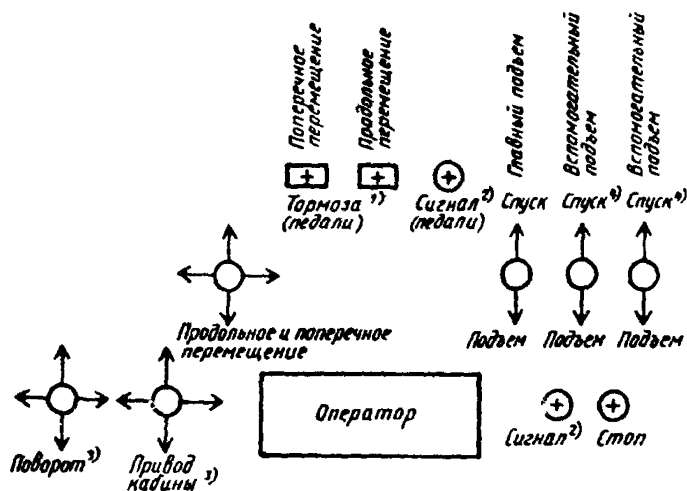 Поперечное
перемещение
Продольное
перемещение
Главный подъем
Вспомогательный
подъем
Вспомогательный
подъем
Тормоза 1)
(педали)
Сигнал 2)
(педали)
Спуск
Спуск 4)
Спуск 4)
Продольное и поперечное
перемещение
Подъем
Подъем
Подъем
Оператор
Поворот 3)
Привод
кабины 3)
Сигнал 2)
Стоп